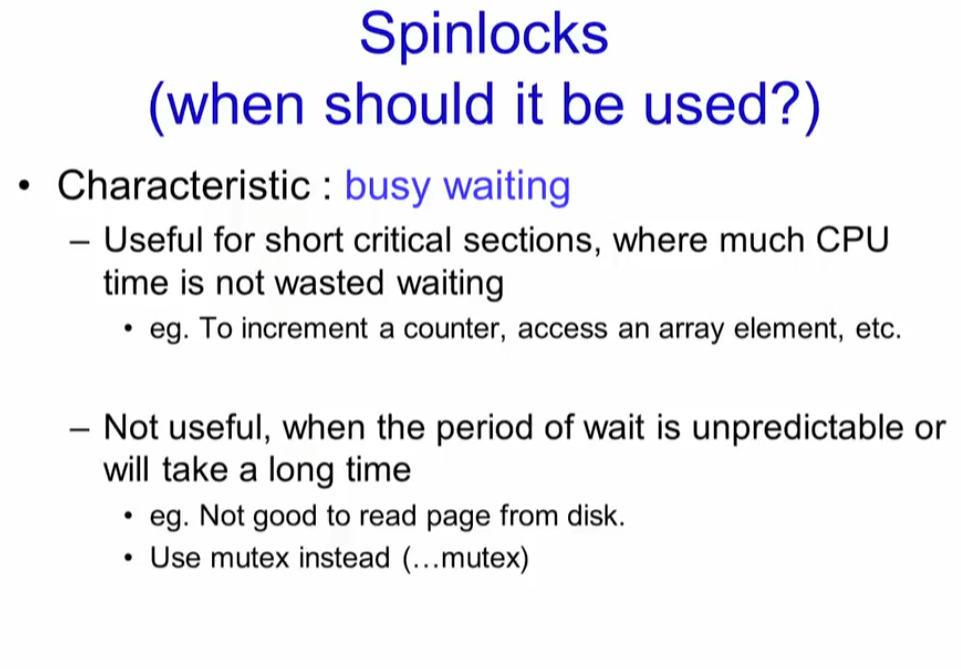 Spinlocks
(when should it be used?)
• Characteristic : busy waiting
– Useful for short critical sections, where much CPU
time is not wasted waiting
• eg. To increment a counter, access an array element, etc.
– Not useful, when the period of wait is unpredictable or
will take a long time
• eg. Not good to read page from disk.
• Use mutex instead (…mutex)